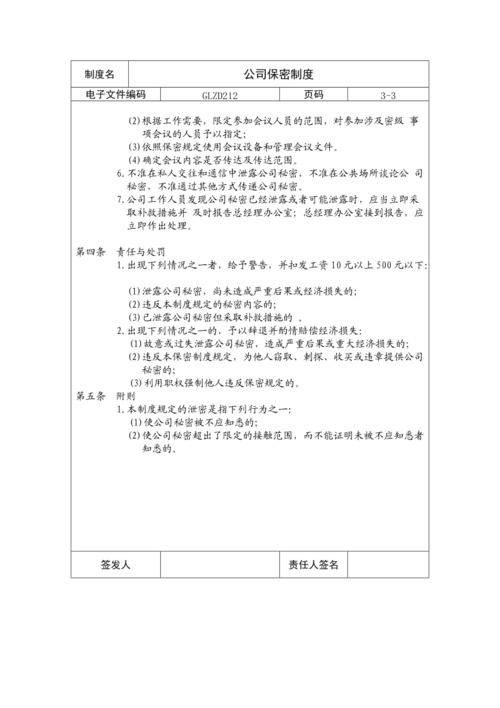 制度名 公司保密制度
电子文件编码 GLZD212 页码 3-3
(2)根据工作需要，限定参加会议人员的范围，对参加涉及密级 事
项会议的人员予以指定；
(3)依照保密规定使用会议设备和管理会议文件。
(4)确定会议内容是否传达及传达范围。
6.不准在私人交往和通信中泄露公司秘密，不准在公共场所谈论公 司
秘密，不准通过其他方式传递公司秘密。
7.公司工作人员发现公司秘密已经泄露或者可能泄露时，应当立即采
取补救措施并 及时报告总经理办公室；总经理办公室接到报告，应
立即作出处理。
第四条 责任与处罚
1.出现下列情况之一者，给予警告，并扣发工资10元以上500元以下：
(1)泄露公司秘密，尚未造成严重后果或经济损失的；
(2)违反本制度规定的秘密内容的；
(3)已泄露公司秘密但采取补救措施的 。
2.出现下列情况之一的，予以辞退并酌情赔偿经济损失：
(1)故意或过失泄露公司秘密，造成严重后果或重大经济损失的；
(2)违反本保密制度规定，为他人窃取、刺探、收买或违章提供公司
秘密的；
(3)利用职权强制他人违反保密规定的。
第五条 附则
1.本制度规定的泄密是指下列行为之一：
(1)使公司秘密被不应知悉的；
(2)使公司秘密超出了限定的接触范围，而不能证明未被不应知悉者
知悉的。
签发人 责任人签名